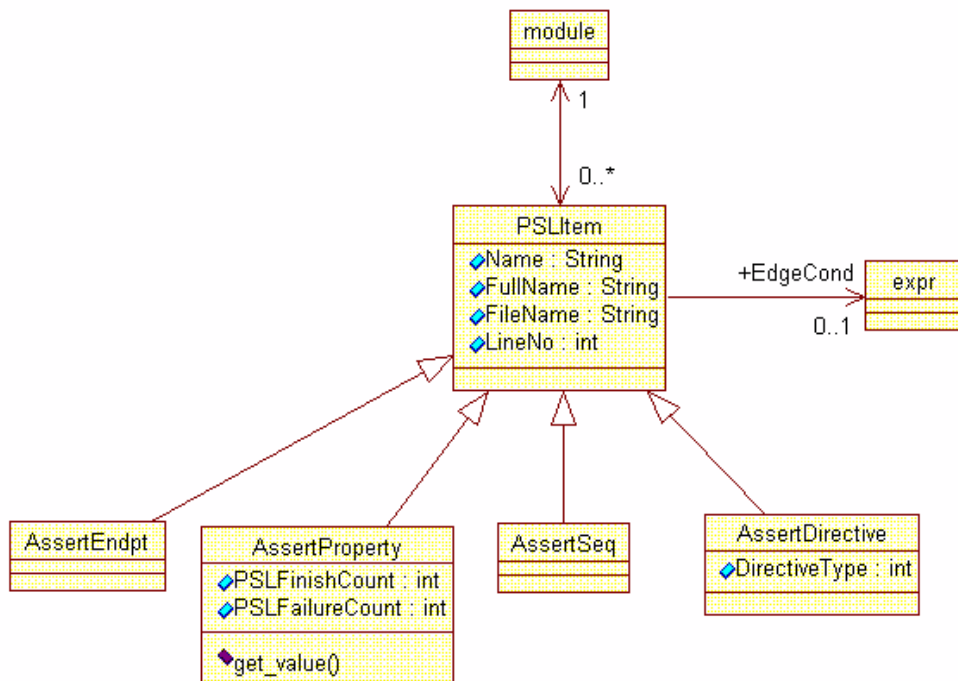 module
1
0..*
PSLItem
Name : String
FullName : String
FileName : String
LineNo : int
+EdgeCond
0..1
expr
AssertEndpt
AssertProperty
PSLFinishCount : int
PSLFailureCount : int
get_value()
AssertSeq
AssertDirective
DirectiveType : int